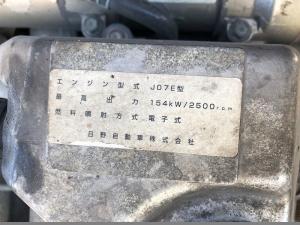 エンジン型式 J07E型
最高出力 154kW/2500rpm
燃料噴射方式 電子式
日野自動車株式会社